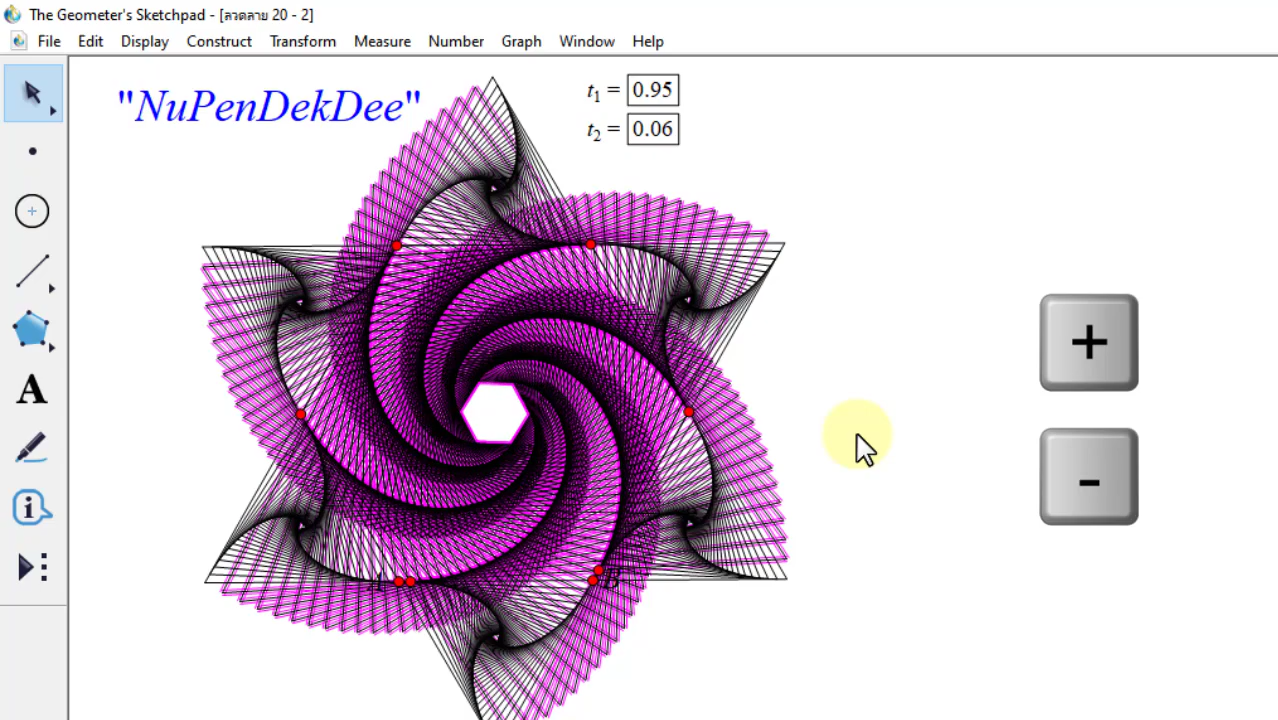 The Geometer's Sketchpad - [ลวดลาย 20 - 2]
File Edit Display Construct Transform Measure Number Graph Window Help
"NuPenDekDee"
t1 = 0.95
t2 = 0.06
A
+
-
B